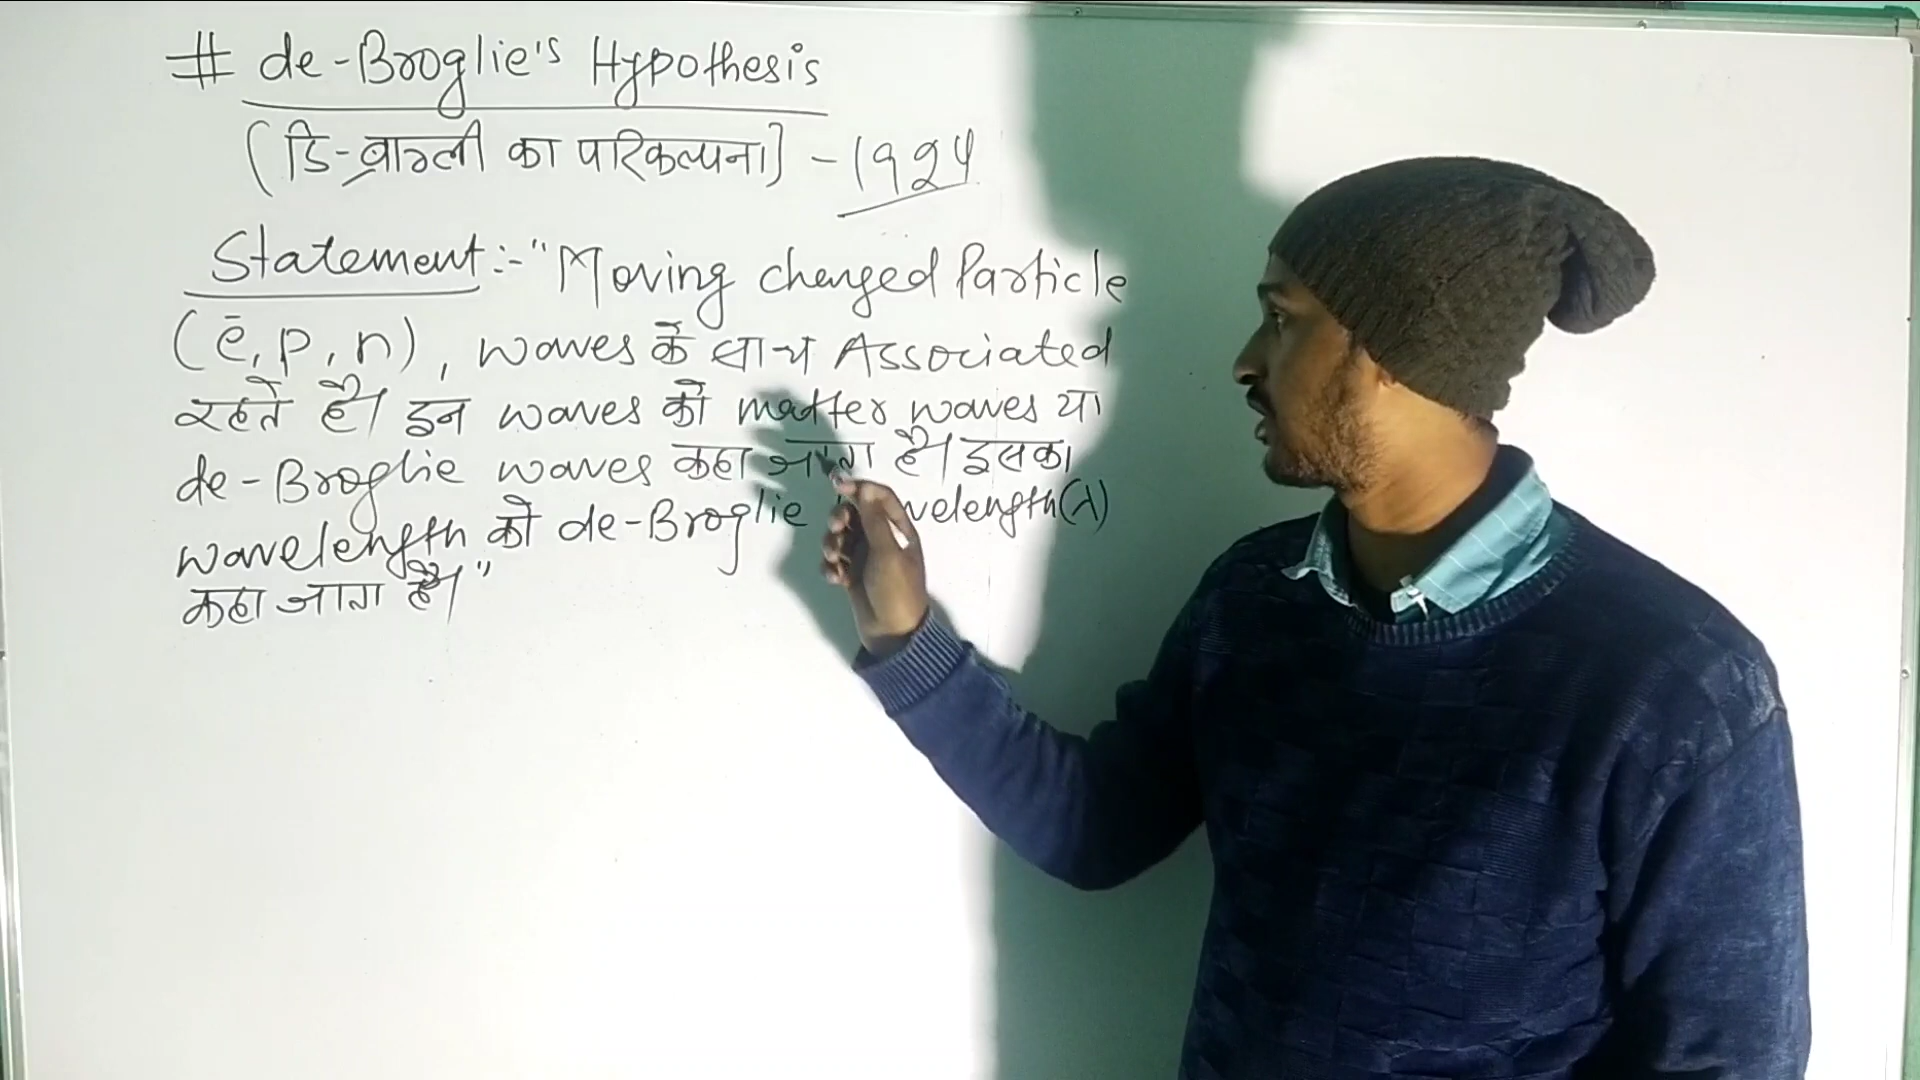 # de-Broglie's Hypothesis
(डि-ब्राग्ली का परिकल्पना) - 1924
Statement:- "Moving charged Particle
(ē, p, n), waves के साथ Associated
रहते है। इन waves को matter waves या
de-Broglie waves कहा जाता है। इसका
wavelength को de-Broglie (λ)
कहा जाता है।"